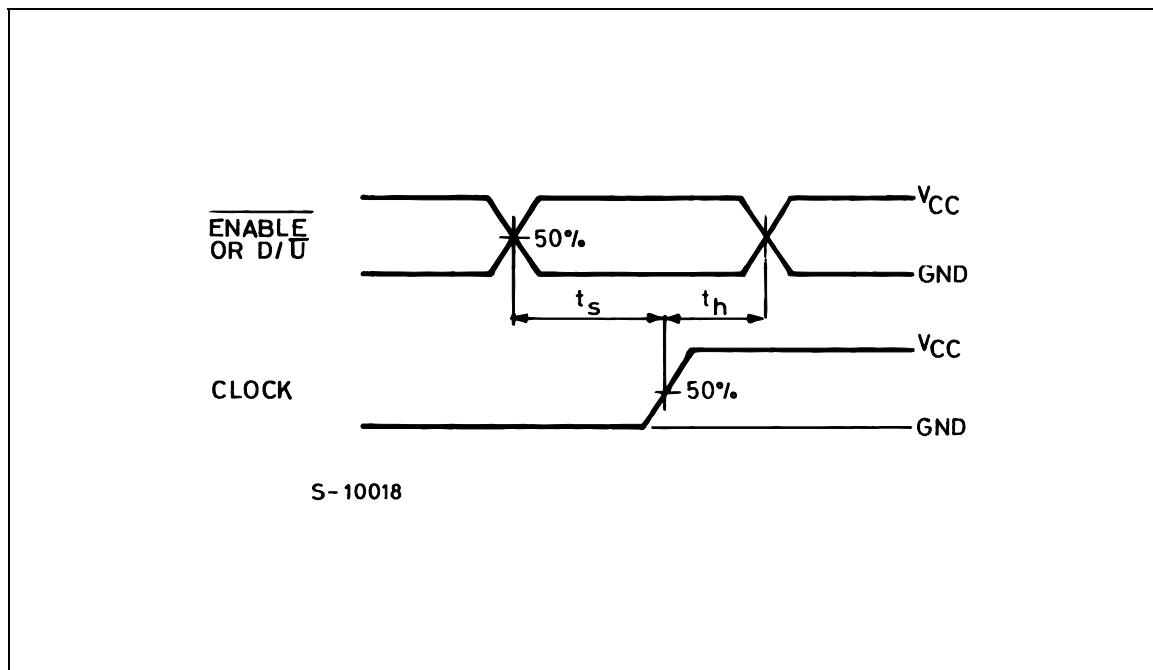 VCC
ENABLE
OR D/U̅
50%
GND
ts
th
VCC
CLOCK
50%
GND
S-10018